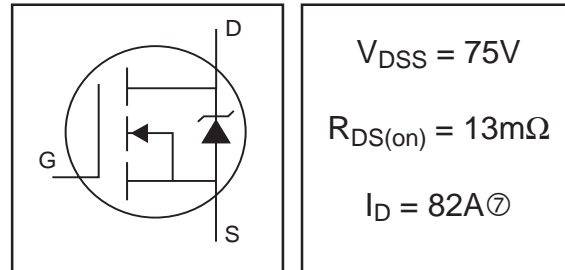 D
G
S
V_DSS = 75V
R_DS(on) = 13mΩ
I_D = 82A⑦